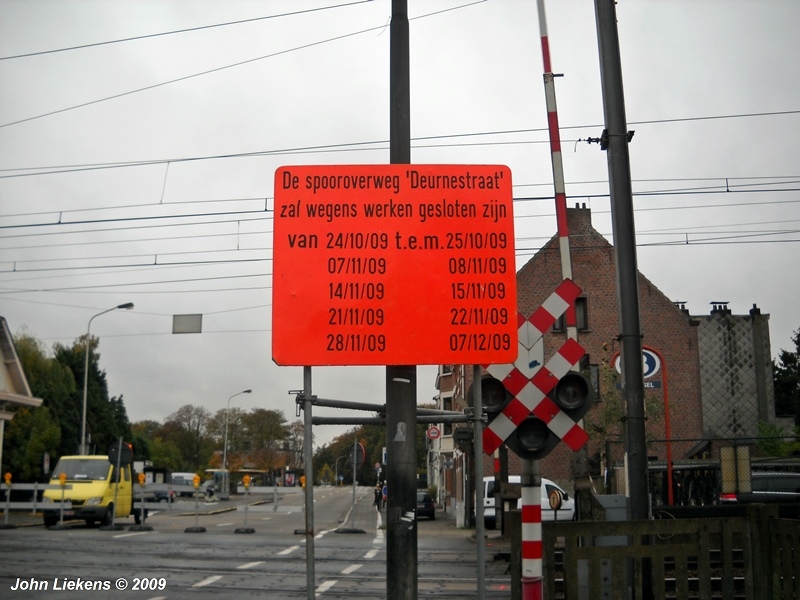 De spooroverweg 'Deurnestraat'
zal wegens werken gesloten zijn
van 24/10/09 t.e.m. 25/10/09
07/11/09 08/11/09
14/11/09 15/11/09
21/11/09 22/11/09
28/11/09 07/12/09
B
John Liekens © 2009